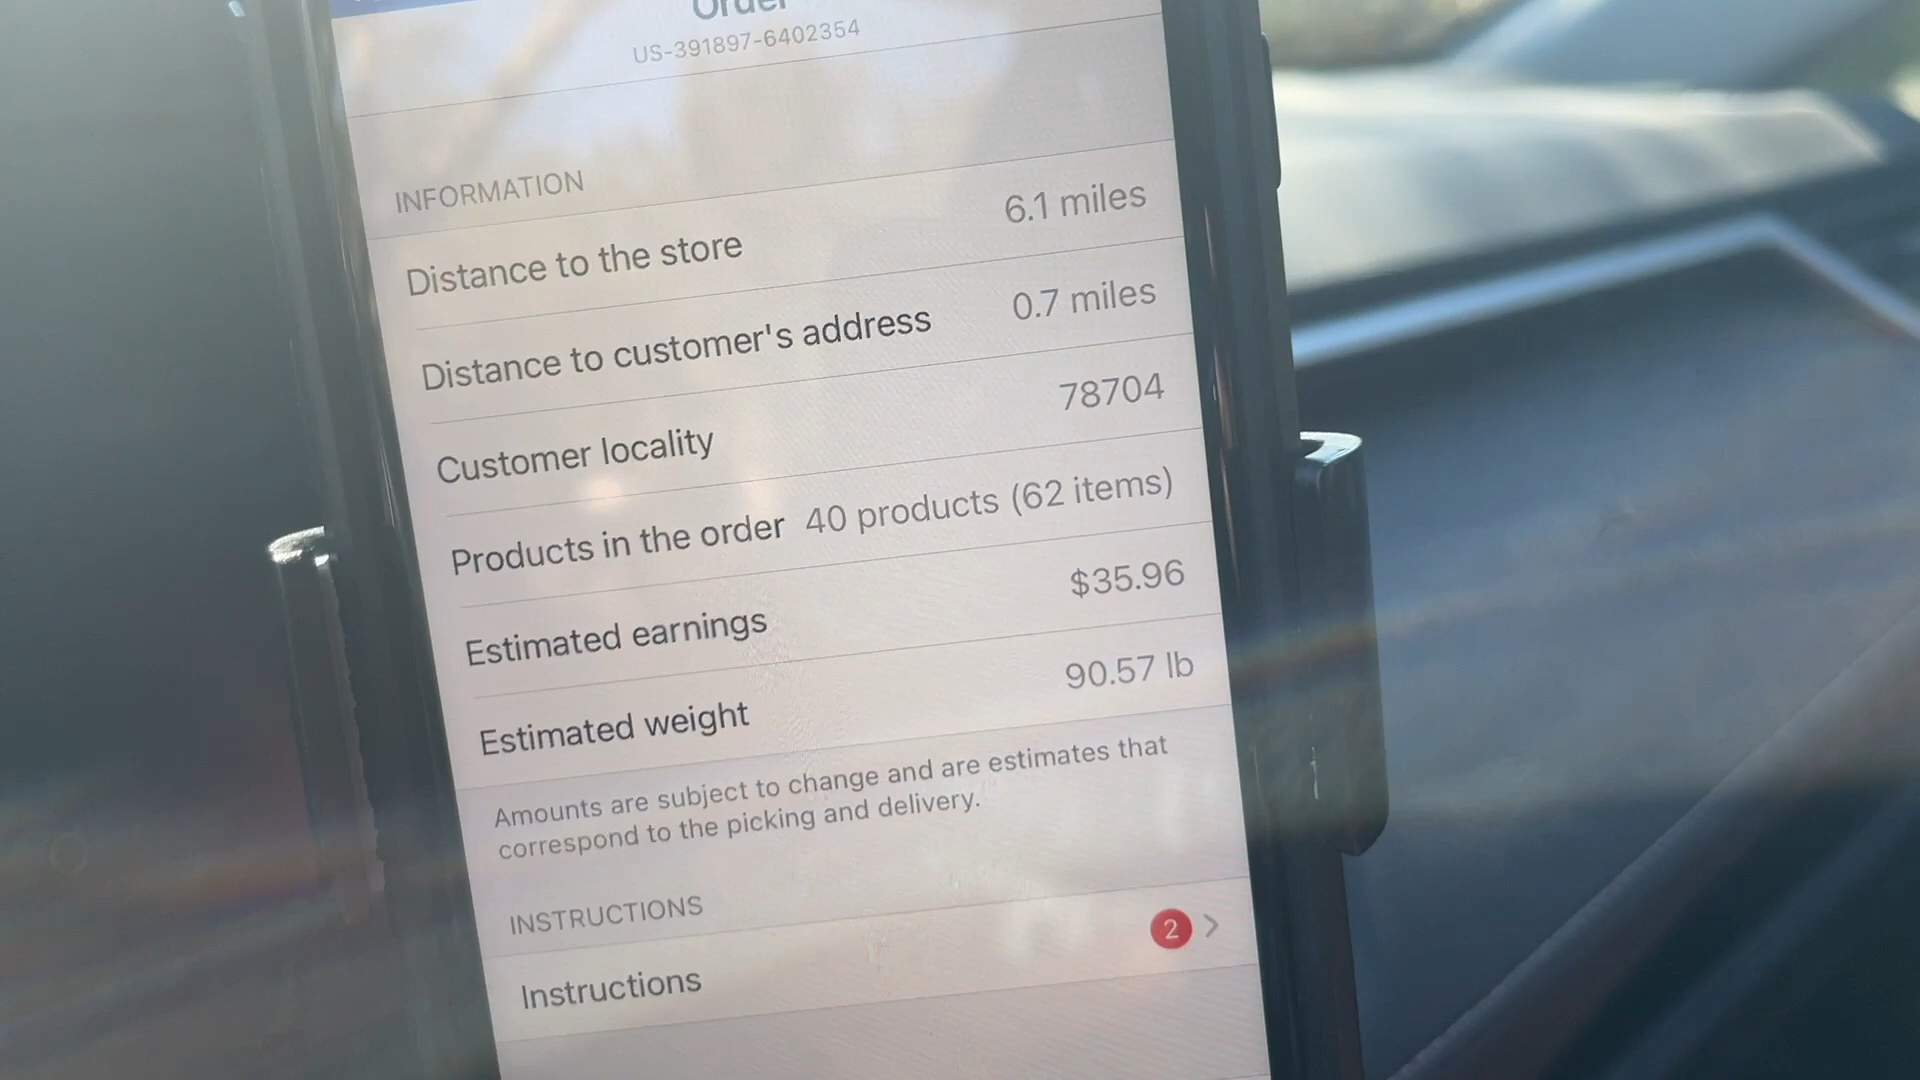 Order
US-391897-6402354
INFORMATION
Distance to the store 6.1 miles
Distance to customer's address 0.7 miles
Customer locality 78704
Products in the order 40 products (62 items)
Estimated earnings $35.96
Estimated weight 90.57 lb
Amounts are subject to change and are estimates that
correspond to the picking and delivery.
INSTRUCTIONS
Instructions 2